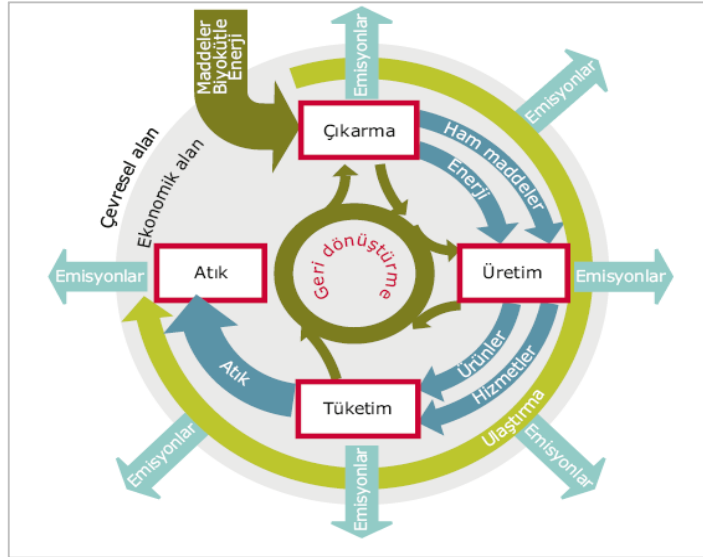 Maddeler
Biyokütle
Enerji
Emisyonlar
Emisyonlar
Çıkarma
Ham maddeler
Enerji
Çevresel alan
Ekonomik alan
Geri dönüştürme
Emisyonlar
Atık
Üretim
Emisyonlar
Ürünler
Hizmetler
Atık
Tüketim
Ulaştırma
Emisyonlar
Emisyonlar
Emisyonlar